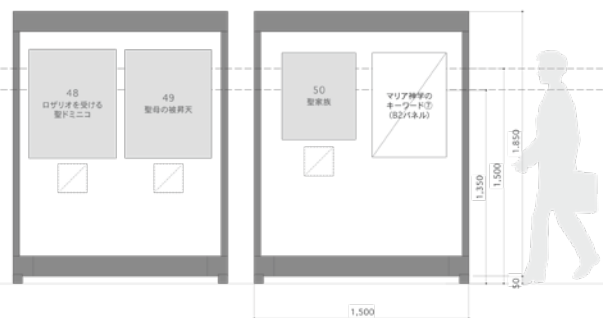 48
ロザリオを受ける
聖ドミニコ
49
聖母の被昇天
50
聖家族
マリア神学の
キーワード⑦
(B2パネル)
1,350
1,500
1,850
50
1,500